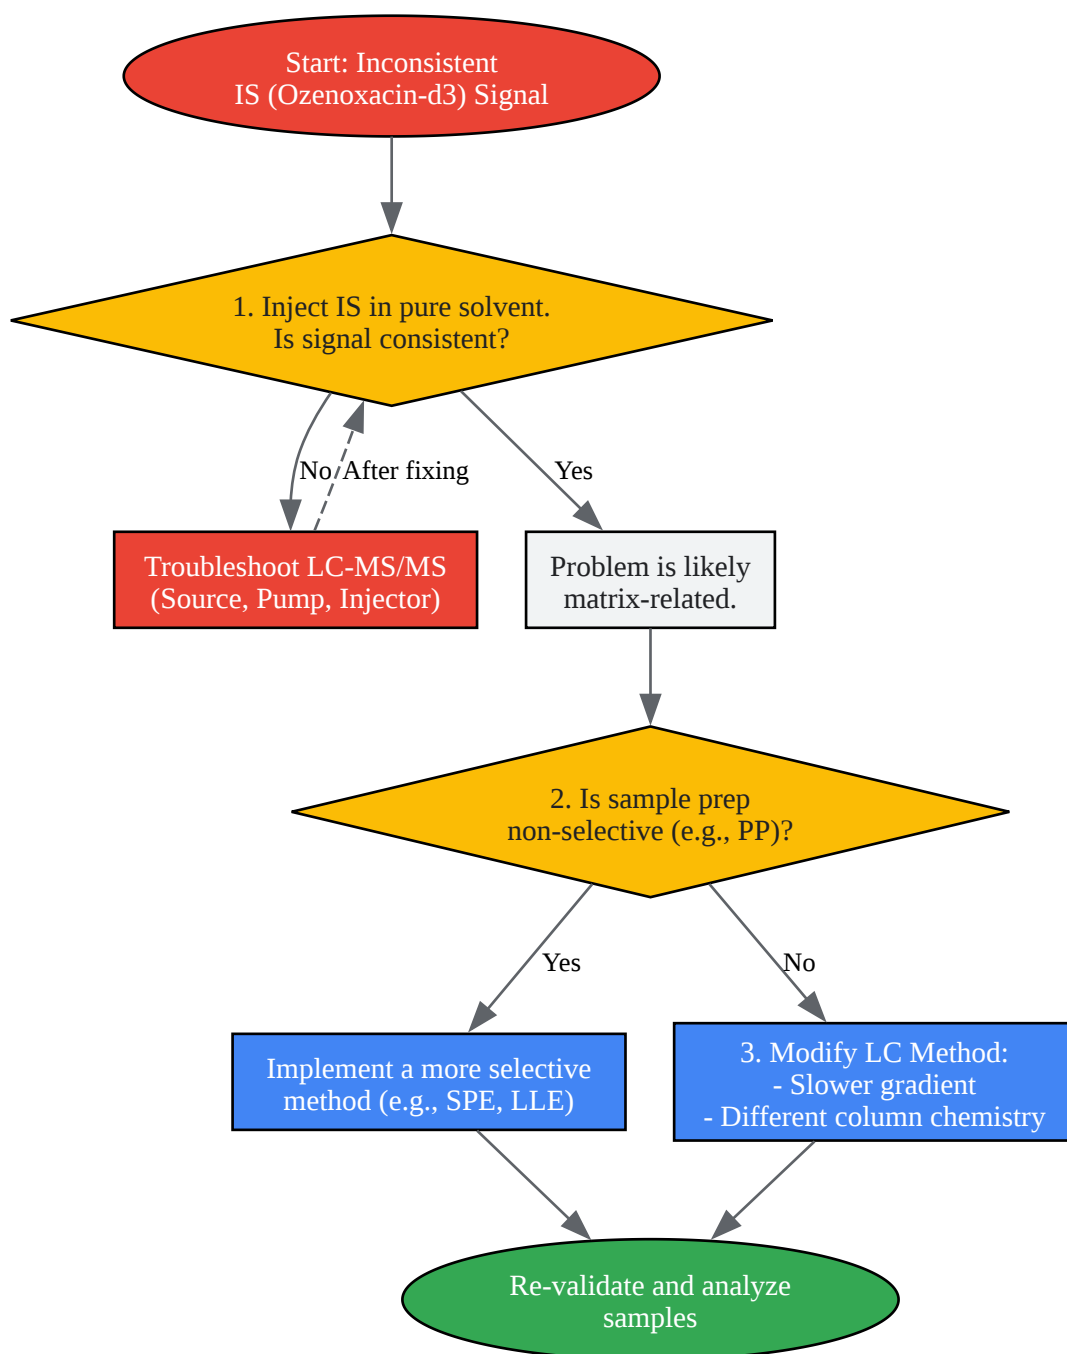 Start: Inconsistent
IS (Ozenoxacin-d3) Signal
1. Inject IS in pure solvent.
Is signal consistent?
No
After fixing
Yes
Troubleshoot LC-MS/MS
(Source, Pump, Injector)
Problem is likely
matrix-related.
2. Is sample prep
non-selective (e.g., PP)?
Yes
No
Implement a more selective
method (e.g., SPE, LLE)
3. Modify LC Method:
- Slower gradient
- Different column chemistry
Re-validate and analyze
samples